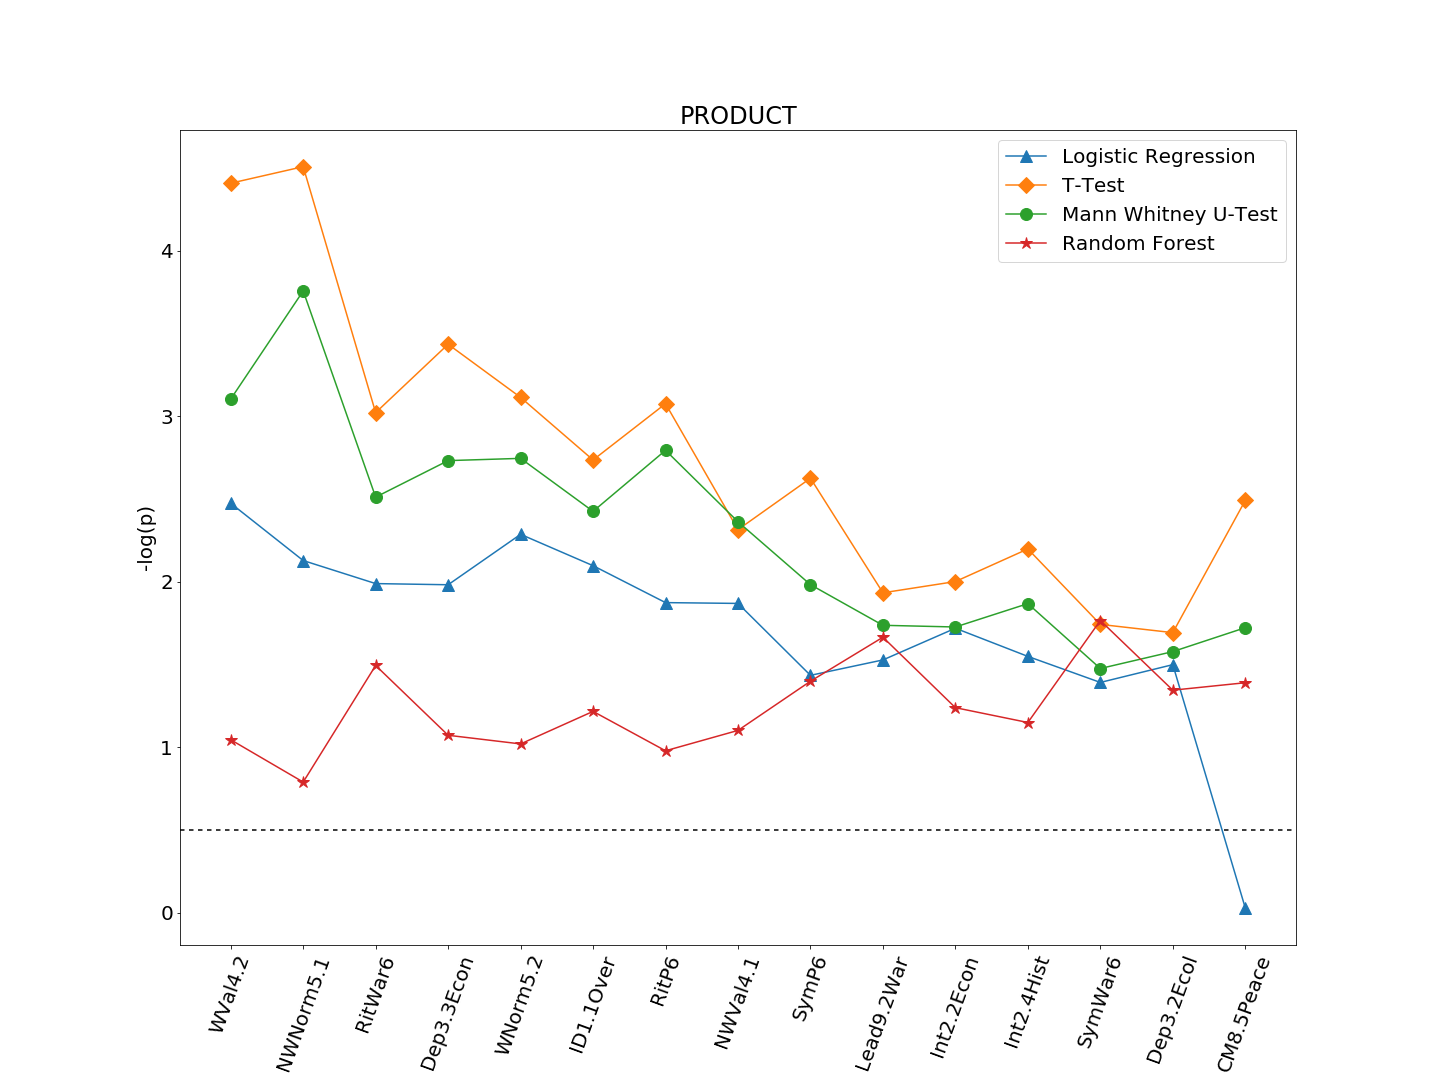 PRODUCT
Logistic Regression
T-Test
Mann Whitney U-Test
Random Forest
-log(p)
4
3
2
1
0
WVal4.2
NWNorm5.1
RitWar6
Dep3.3Econ
WNorm5.2
ID1.1Over
RitP6
NWVal4.1
SymP6
Lead9.2War
Int2.2Econ
Int2.4Hist
SymWar6
Dep3.2Ecol
CM8.5Peace